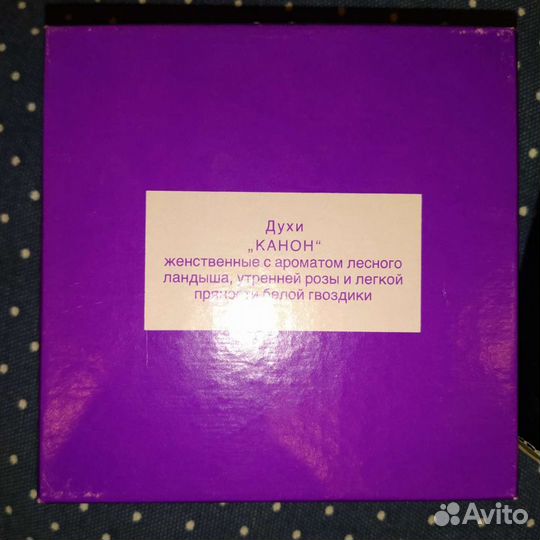 Духи
„КАНОН“
женственные с ароматом лесного
ландыша, утренней розы и легкой
пряности белой гвоздики
Avito